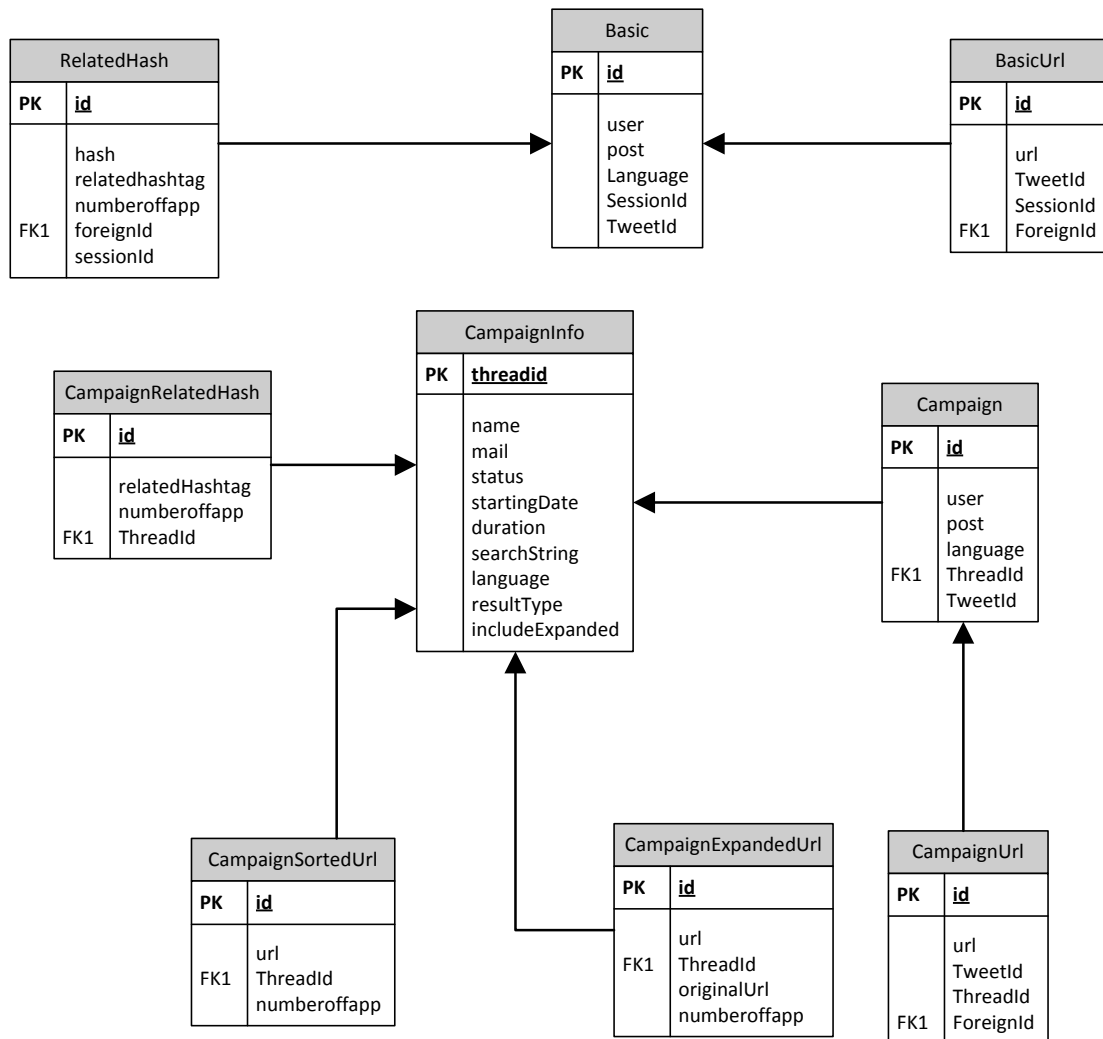 Basic
PK id
user
post
Language
SessionId
TweetId
RelatedHash
PK id
hash
relatedhashtag
numberoffapp
FK1 foreignId
sessionId
BasicUrl
PK id
url
TweetId
SessionId
FK1 ForeignId
CampaignInfo
PK threadid
name
mail
status
startingDate
duration
searchString
language
resultType
includeExpanded
CampaignRelatedHash
PK id
relatedHashtag
numberoffapp
FK1 ThreadId
Campaign
PK id
user
post
language
FK1 ThreadId
TweetId
CampaignSortedUrl
PK id
url
FK1 ThreadId
numberoffapp
CampaignExpandedUrl
PK id
url
FK1 ThreadId
originalUrl
numberoffapp
CampaignUrl
PK id
url
TweetId
ThreadId
FK1 ForeignId